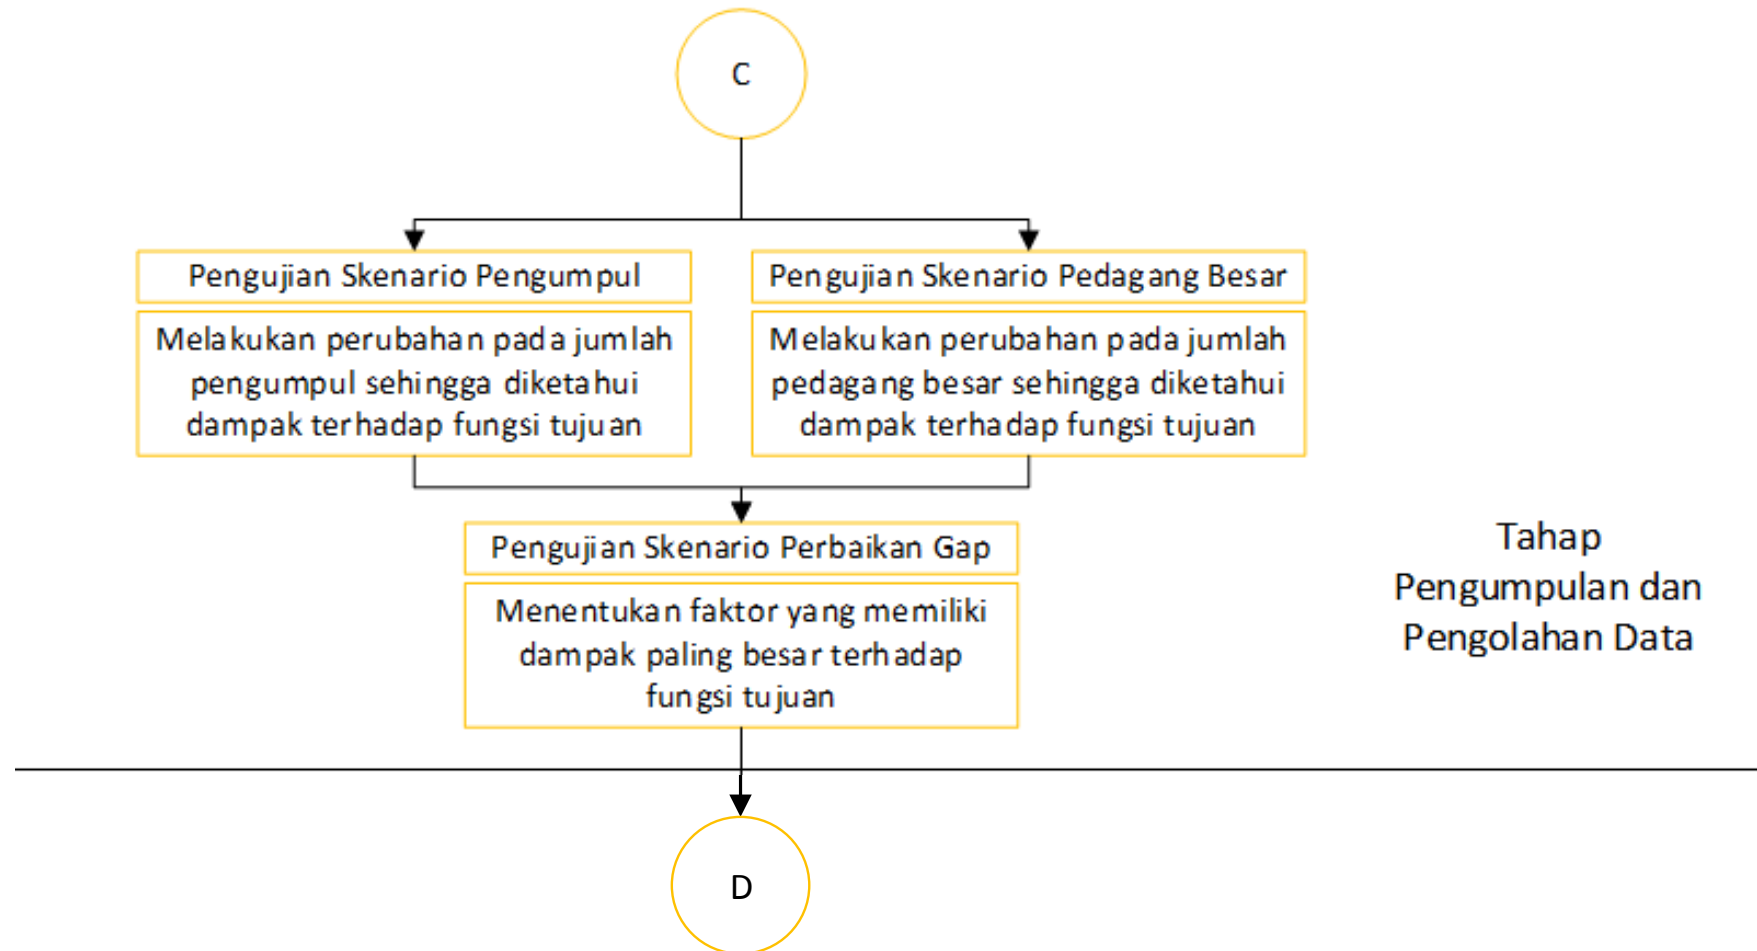 C
Pengujian Skenario Pengumpul
Melakukan perubahan pada jumlah
pengumpul sehingga diketahui
dampak terhadap fungsi tujuan
Pengujian Skenario Pedagang Besar
Melakukan perubahan pada jumlah
pedagang besar sehingga diketahui
dampak terhadap fungsi tujuan
Pengujian Skenario Perbaikan Gap
Menentukan faktor yang memiliki
dampak paling besar terhadap
fungsi tujuan
Tahap
Pengumpulan dan
Pengolahan Data
D